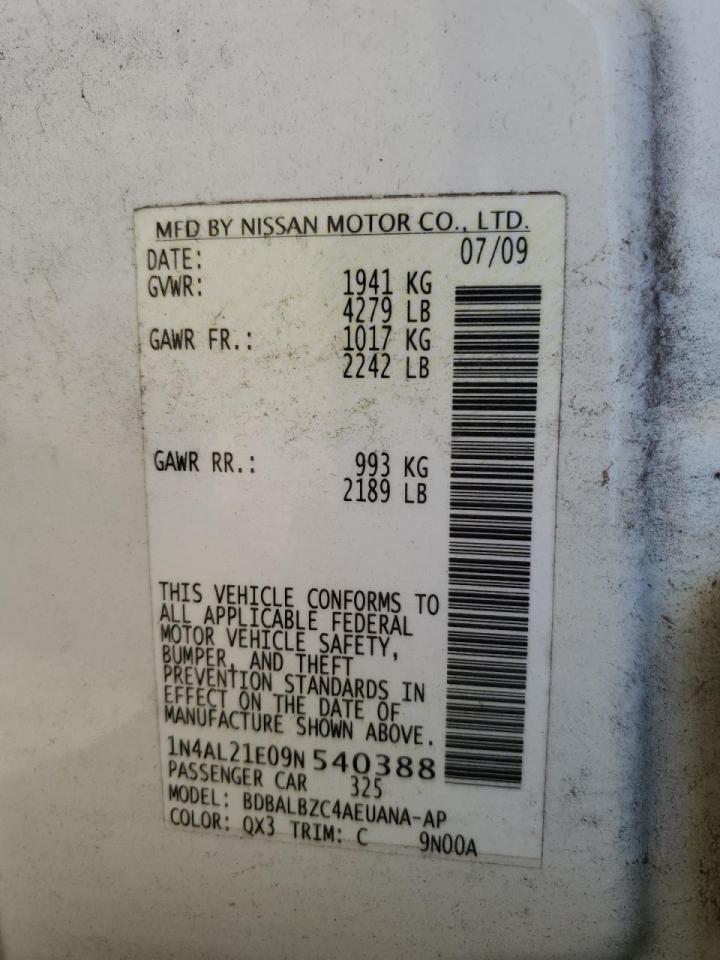 MFD BY NISSAN MOTOR CO., LTD.
DATE: 07/09
GVWR: 1941 KG
4279 LB
GAWR FR.: 1017 KG
2242 LB
GAWR RR.: 993 KG
2189 LB
THIS VEHICLE CONFORMS TO
ALL APPLICABLE FEDERAL
MOTOR VEHICLE SAFETY,
BUMPER, AND THEFT
PREVENTION STANDARDS IN
EFFECT ON THE DATE OF
MANUFACTURE SHOWN ABOVE.
1N4AL21E09N540388
PASSENGER CAR 325
MODEL: BDBALBZC4AEUANA-AP
COLOR: QX3 TRIM: C 9N00A